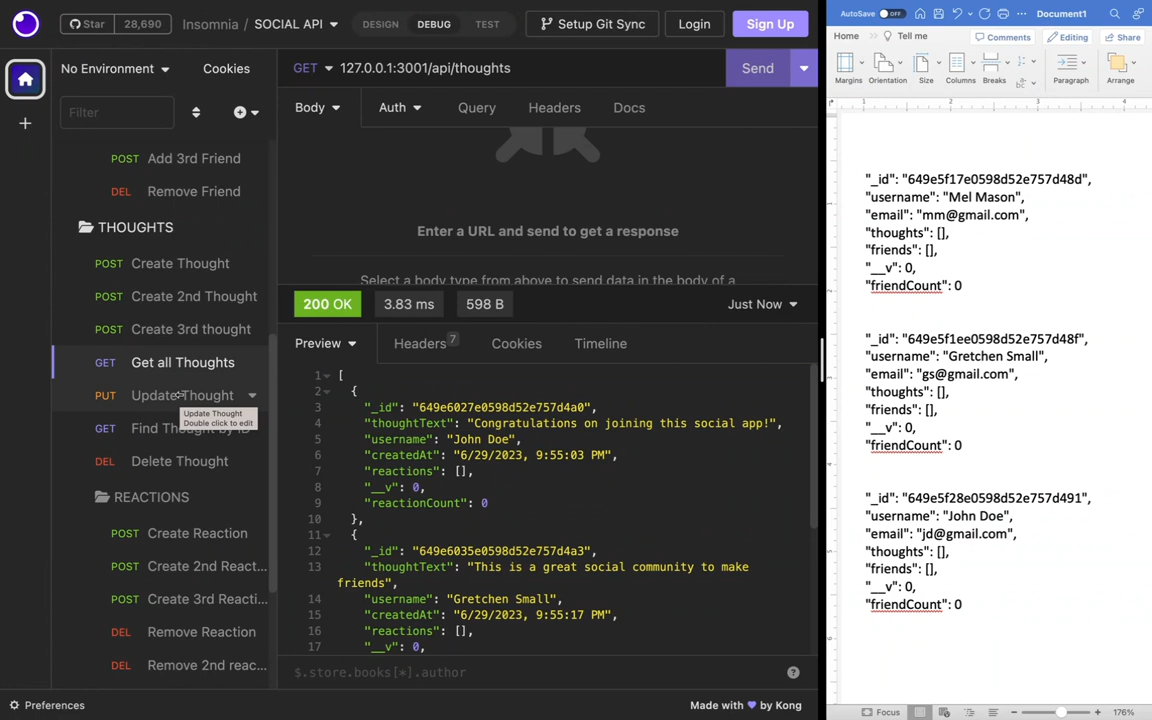 Star 28,690 Insomnia / SOCIAL API DESIGN DEBUG TEST Setup Git Sync Login Sign Up
No Environment Cookies
Filter
POST Add 3rd Friend
DEL Remove Friend
THOUGHTS
POST Create Thought
POST Create 2nd Thought
POST Create 3rd thought
GET Get all Thoughts
PUT Update Thought
Update Thought
Double click to edit
GET Find Thought by ID
DEL Delete Thought
REACTIONS
POST Create Reaction
POST Create 2nd React...
POST Create 3rd Reacti...
DEL Remove Reaction
DEL Remove 2nd reac...
Preferences
GET 127.0.0.1:3001/api/thoughts Send
Body Auth Query Headers Docs
Enter a URL and send to get a response
Select a body type from above to send data in the body of a
200 OK 3.83 ms 598 B Just Now
Preview Headers 7 Cookies Timeline
1 [
2 {
3 "_id": "649e6027e0598d52e757d4a0",
4 "thoughtText": "Congratulations on joining this social app!",
5 "username": "John Doe",
6 "createdAt": "6/29/2023, 9:55:03 PM",
7 "reactions": [],
8 "__v": 0,
9 "reactionCount": 0
10 },
11 {
12 "_id": "649e6035e0598d52e757d4a3",
13 "thoughtText": "This is a great social community to make
friends",
14 "username": "Gretchen Small",
15 "createdAt": "6/29/2023, 9:55:17 PM",
16 "reactions": [],
17 "__v": 0,
$.store.books[*].author
Made with by Kong
AutoSave OFF Document1
Home Tell me Comments Editing Share
Margins Orientation Size Columns Breaks Paragraph Arrange
1 2 3 4
"_id": "649e5f17e0598d52e757d48d",
"username": "Mel Mason",
"email": "mm@gmail.com",
"thoughts": [],
"friends": [],
"__v": 0,
"friendCount": 0
"_id": "649e5f1ee0598d52e757d48f",
"username": "Gretchen Small",
"email": "gs@gmail.com",
"thoughts": [],
"friends": [],
"__v": 0,
"friendCount": 0
"_id": "649e5f28e0598d52e757d491",
"username": "John Doe",
"email": "jd@gmail.com",
"thoughts": [],
"friends": [],
"__v": 0,
"friendCount": 0
Focus 176%